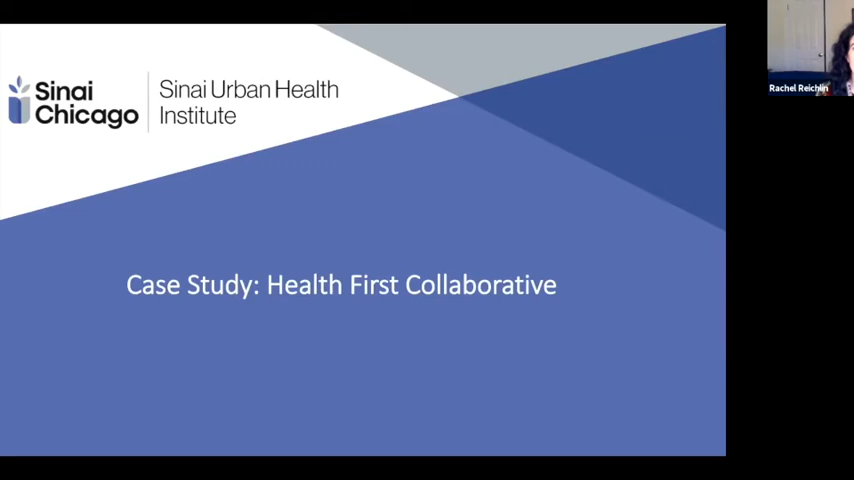 Sinai
Chicago
Sinai Urban Health
Institute
Rachel Reichlin
Case Study: Health First Collaborative